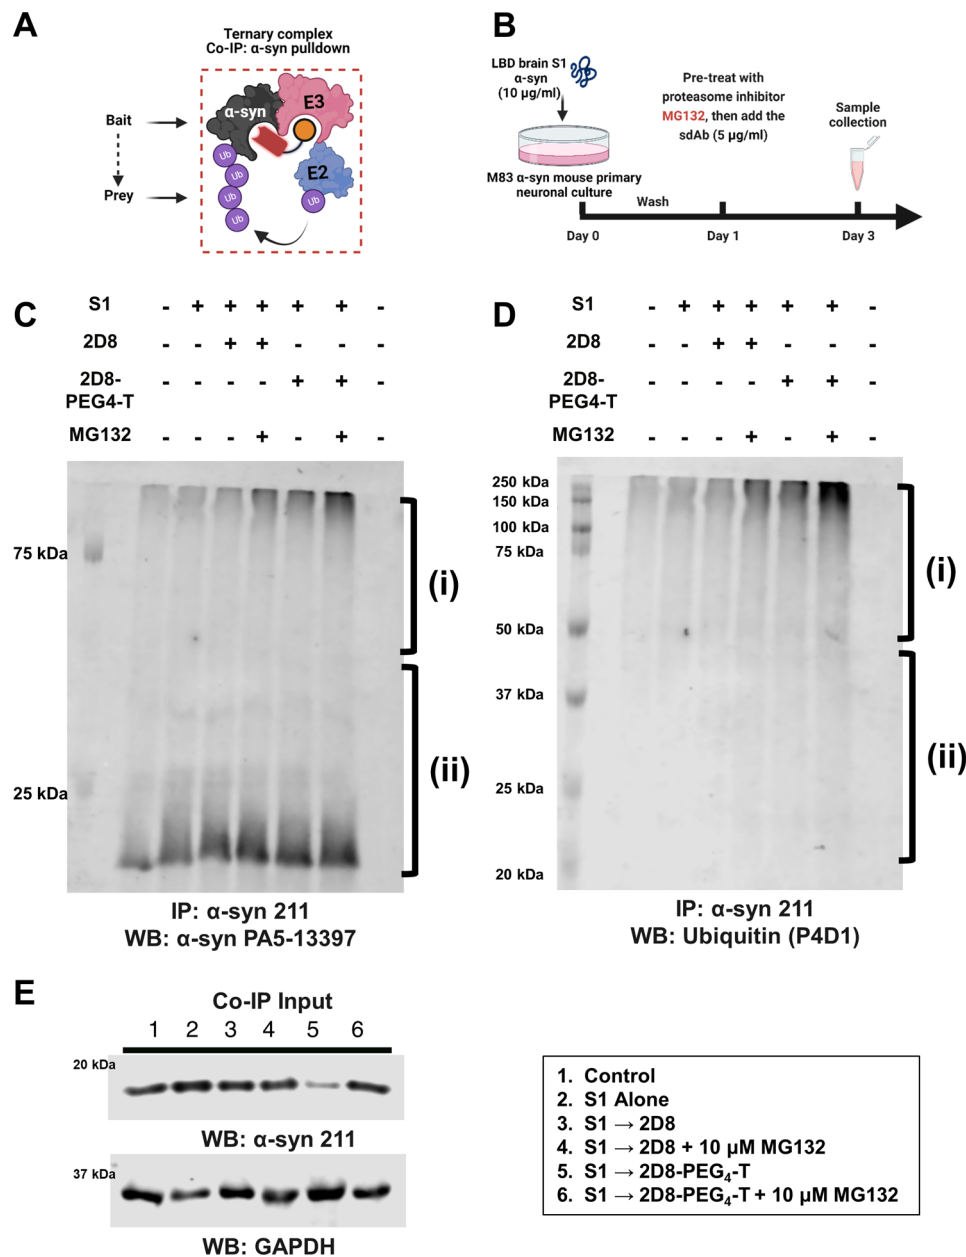 A
Ternary complex
Co-IP: α-syn pulldown
Bait
Prey
α-syn
E3
E2
Ub
Ub
Ub
Ub
Ub
B
LBD brain S1
α-syn
(10 µg/ml)
M83 α-syn mouse primary
neuronal culture
Pre-treat with
proteasome inhibitor
MG132, then add the
sdAb (5 µg/ml)
Sample
collection
Wash
Day 0
Day 1
Day 3
C
S1 - + + + + + -
2D8 - - + + - - -
2D8-
PEG4-T - - - - + + -
MG132 - - - + - + -
75 kDa
25 kDa
(i)
(ii)
IP: α-syn 211
WB: α-syn PA5-13397
D
S1 - + + + + + -
2D8 - - + + - - -
2D8-
PEG4-T - - - - + + -
MG132 - - - + - + -
250 kDa
150 kDa
100 kDa
75 kDa
50 kDa
37 kDa
25 kDa
20 kDa
(i)
(ii)
IP: α-syn 211
WB: Ubiquitin (P4D1)
E
Co-IP Input
1 2 3 4 5 6
20 kDa
WB: α-syn 211
37 kDa
WB: GAPDH
1. Control
2. S1 Alone
3. S1 → 2D8
4. S1 → 2D8 + 10 µM MG132
5. S1 → 2D8-PEG₄-T
6. S1 → 2D8-PEG₄-T + 10 µM MG132